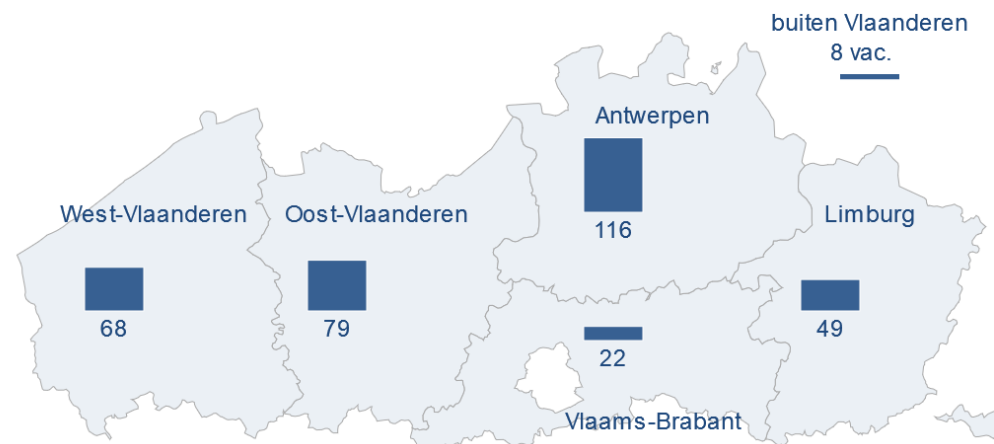 buiten Vlaanderen
8 vac.
Antwerpen
116
West-Vlaanderen
68
Oost-Vlaanderen
79
Limburg
49
22
Vlaams-Brabant